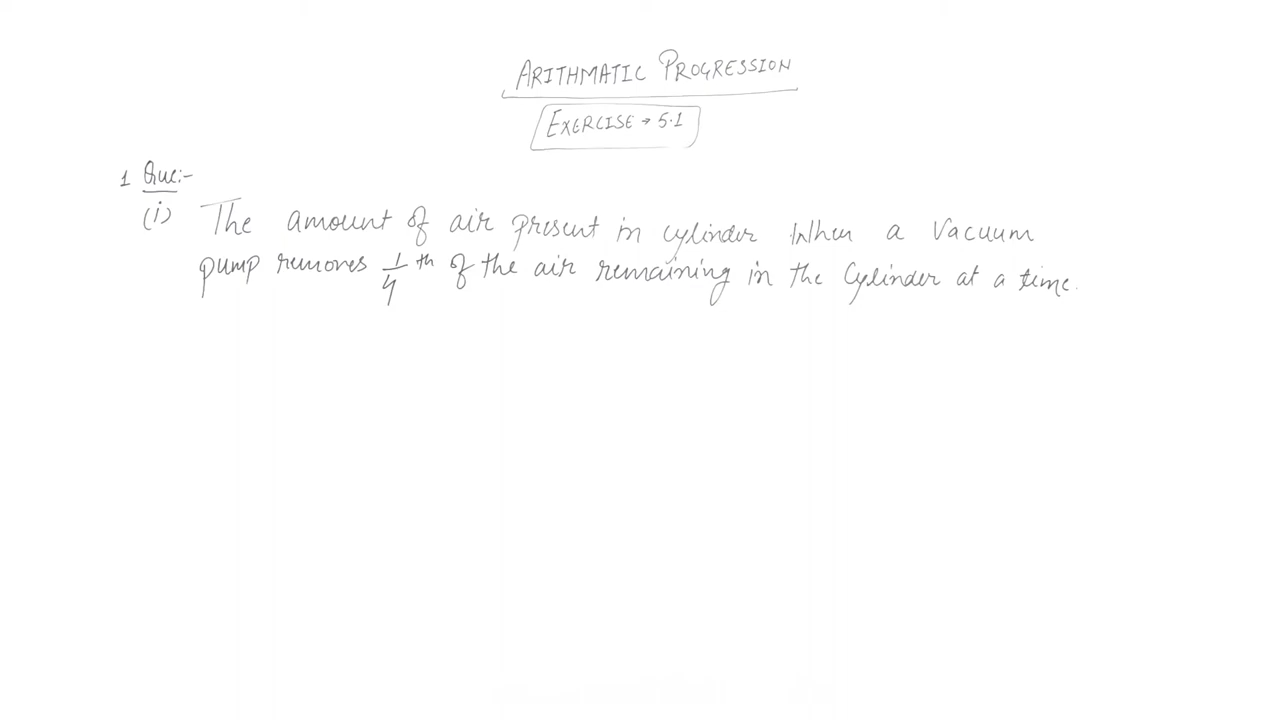 ARITHMATIC PROGRESSION
EXERCISE → 5.1
1 Que:-
(i) The amount of air present in cylinder when a vacuum
pump removes 1/4 th of the air remaining in the Cylinder at a time.